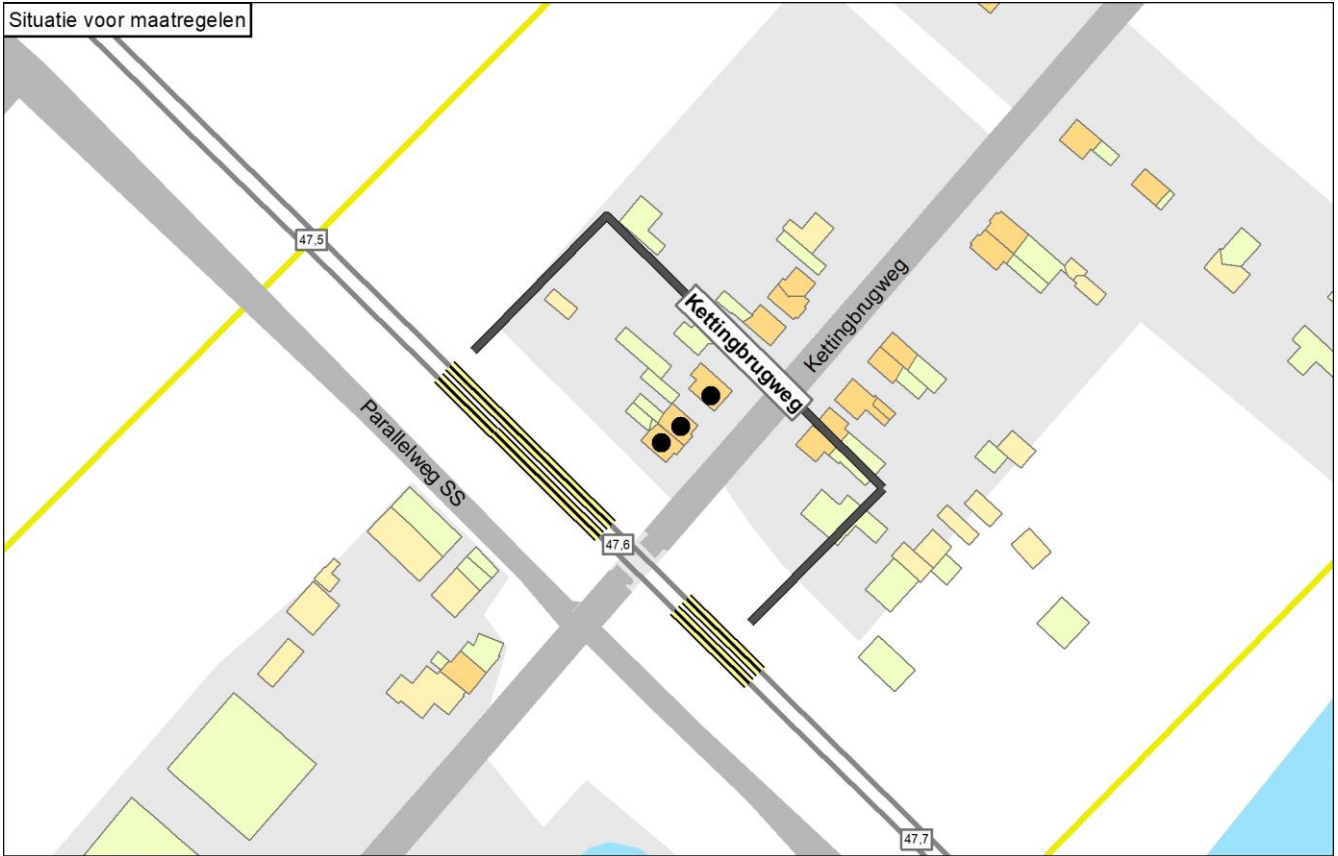 Situatie voor maatregelen
47,5
Kettingbrugweg
Kettingbrugweg
Parallelweg SS
47,6
47,7